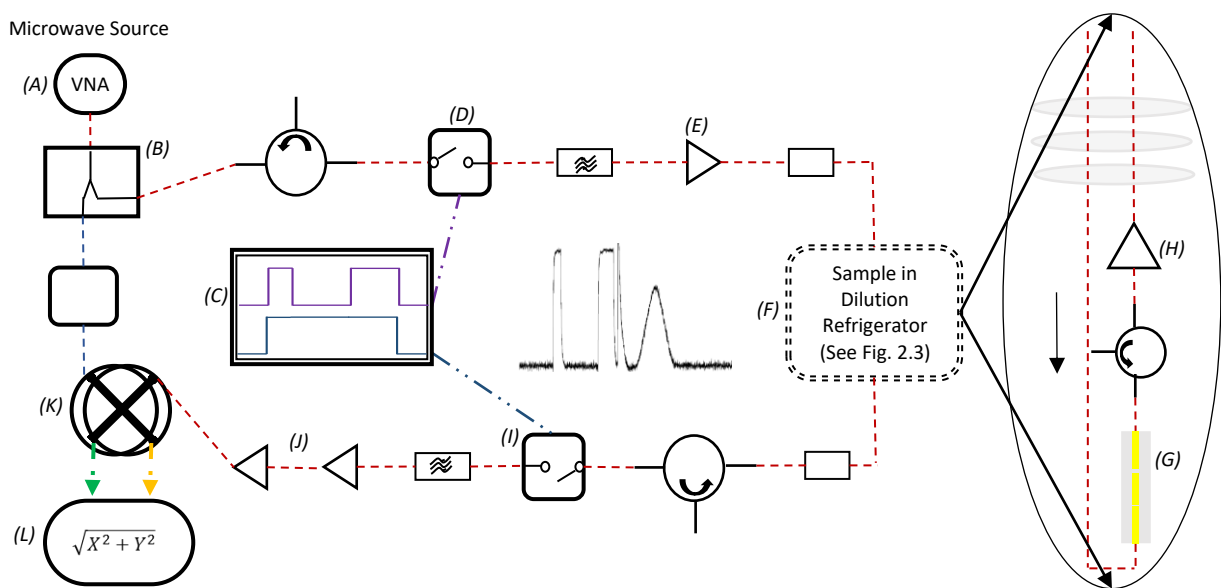 Microwave Source
(A)
VNA
(B)
(D)
(E)
(C)
(F)
Sample in
Dilution
Refrigerator
(See Fig. 2.3)
(H)
(G)
(K)
(J)
(I)
(L)
√X² + Y²